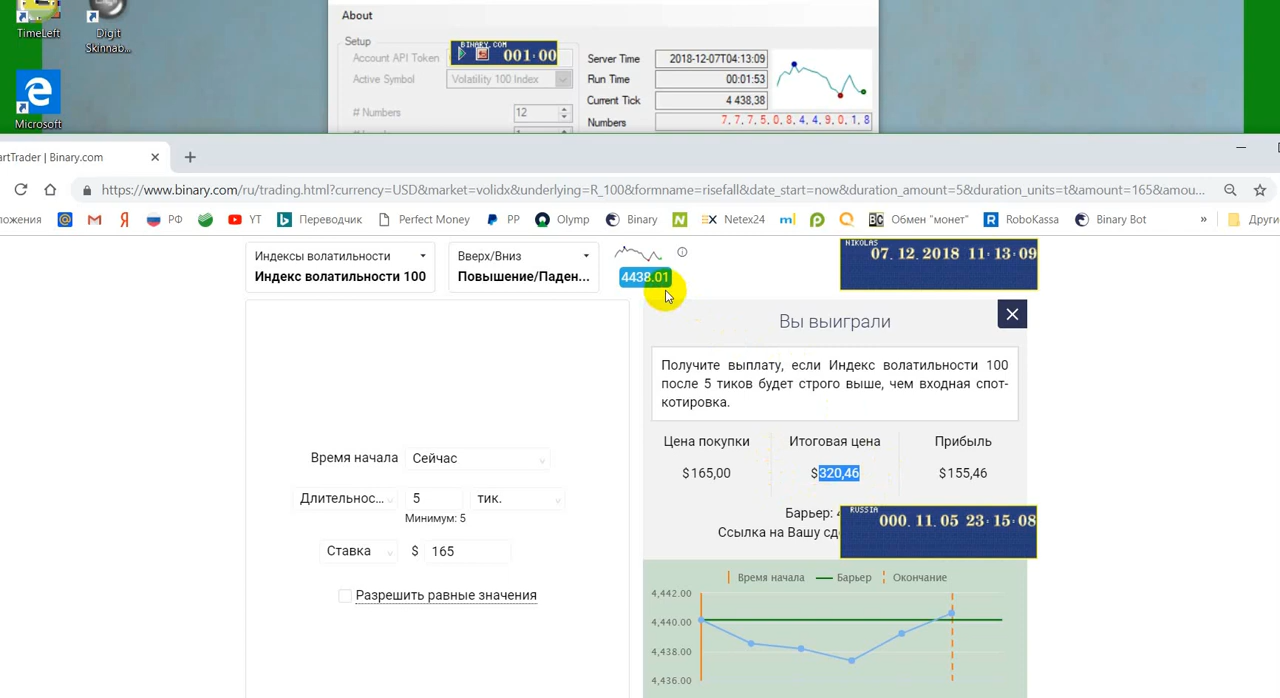 TimeLeft
Digit
Skinnab...
Microsoft
About
Setup
Account API Token
BINARY.COM
001:00
Active Symbol
Volatility 100 Index
# Numbers
12
Server Time
2018-12-07T04:13:09
Run Time
00:01:53
Current Tick
4 438,38
Numbers
7, 7, 7, 5, 0, 8, 4, 4, 9, 0, 1, 8
artTrader | Binary.com
https://www.binary.com/ru/trading.html?currency=USD&market=volidx&underlying=R_100&formname=risefall&date_start=now&duration_amount=5&duration_units=t&amount=165&amou...
ложения
РФ
YT
Переводчик
Perfect Money
PP
Olymp
Binary
Netex24
Обмен "монет"
RoboKassa
Binary Bot
»
Други
Индексы волатильности
Индекс волатильности 100
Вверх/Вниз
Повышение/Паден...
4438.01
NIKOLAS
07. 12. 2018 11:13:09
Время начала
Сейчас
Длительнос...
5
тик.
Минимум: 5
Ставка
$
165
Разрешить равные значения
Вы выиграли
Получите выплату, если Индекс волатильности 100
после 5 тиков будет строго выше, чем входная спот-
котировка.
Цена покупки
Итоговая цена
Прибыль
$165,00
$320,46
$155,46
Барьер:
Ссылка на Вашу сд
RUSSIA
000. 11. 05 23:15:08
Время начала
Барьер
Окончание
4,442.00
4,440.00
4,438.00
4,436.00